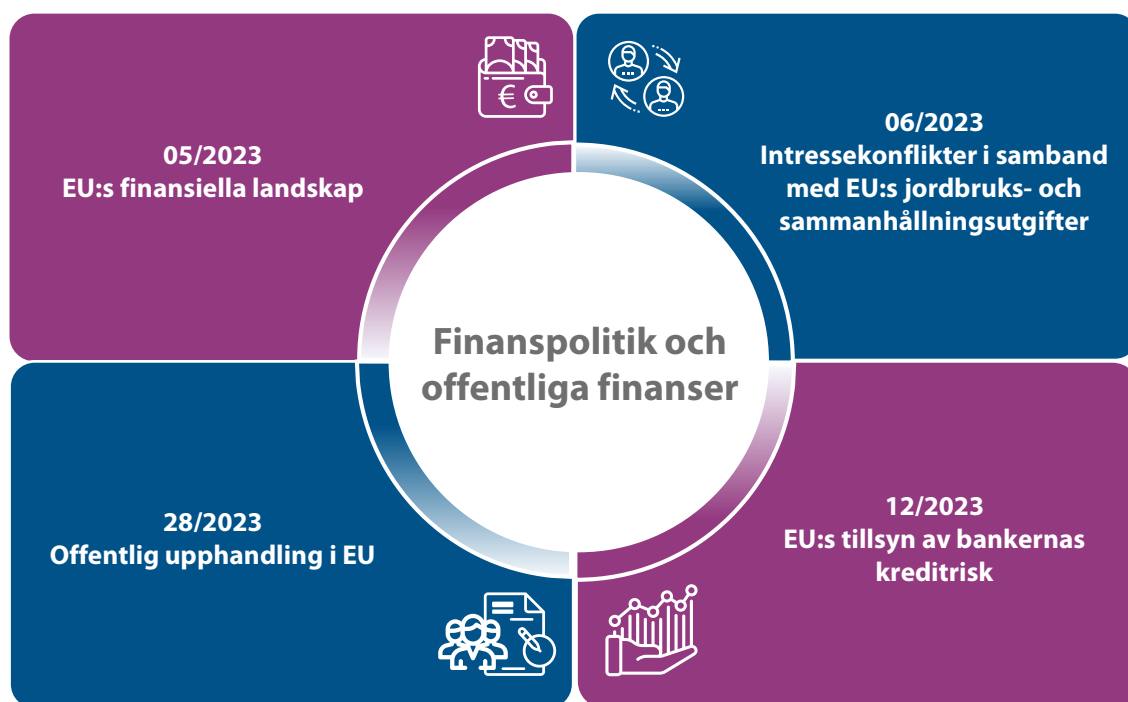 05/2023
EU:s finansiella landskap
06/2023
Intressekonflikter i samband
med EU:s jordbruks- och
sammanhållningsutgifter
Finanspolitik och
offentliga finanser
28/2023
Offentlig upphandling i EU
12/2023
EU:s tillsyn av bankernas
kreditrisk